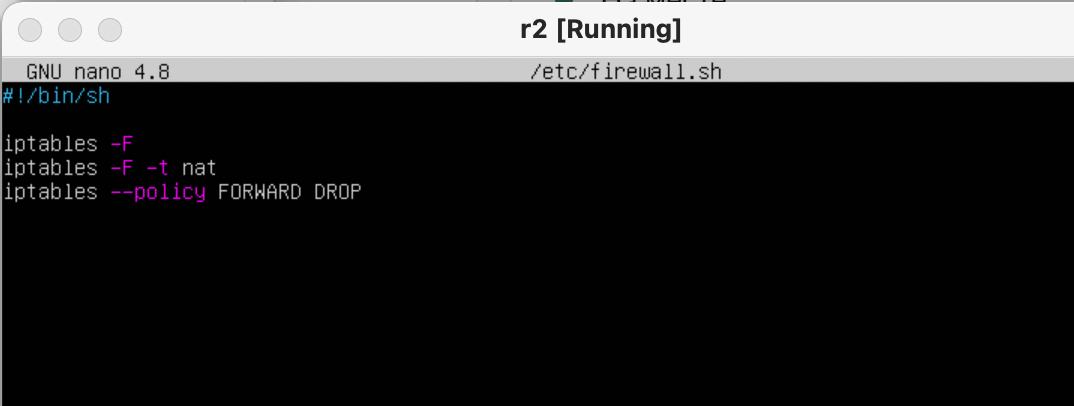 r2 [Running]
GNU nano 4.8 /etc/firewall.sh
#!/bin/sh
iptables -F
iptables -F -t nat
iptables --policy FORWARD DROP